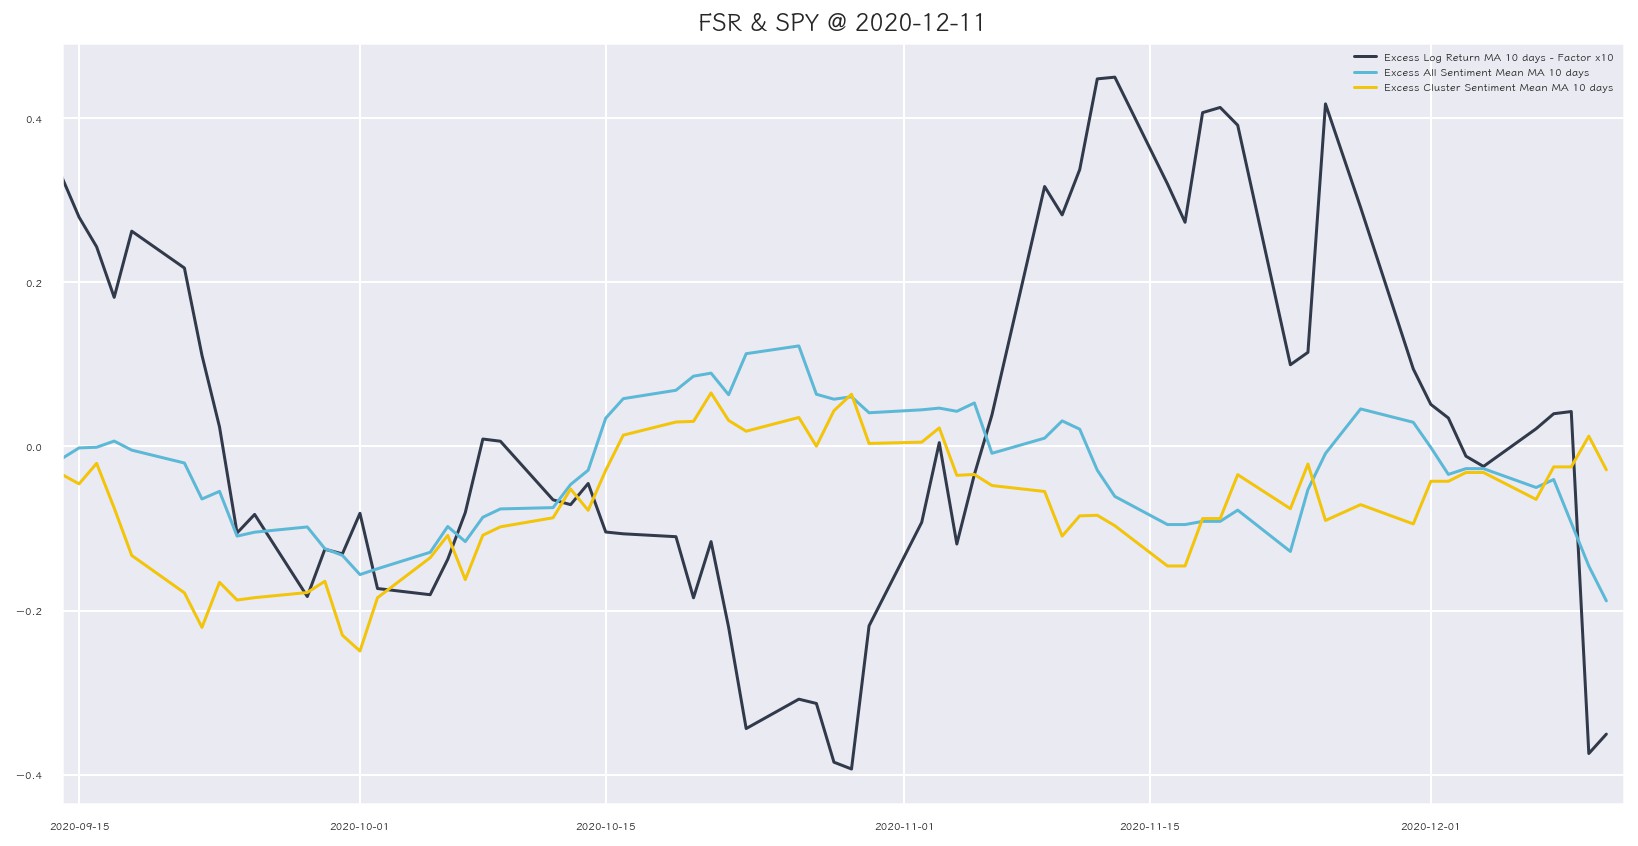 FSR & SPY @ 2020-12-11
Excess Log Return MA 10 days - Factor x10
Excess All Sentiment Mean MA 10 days
Excess Cluster Sentiment Mean MA 10 days
0.4
0.2
0.0
−0.2
−0.4
2020-09-15 2020-10-01 2020-10-15 2020-11-01 2020-11-15 2020-12-01